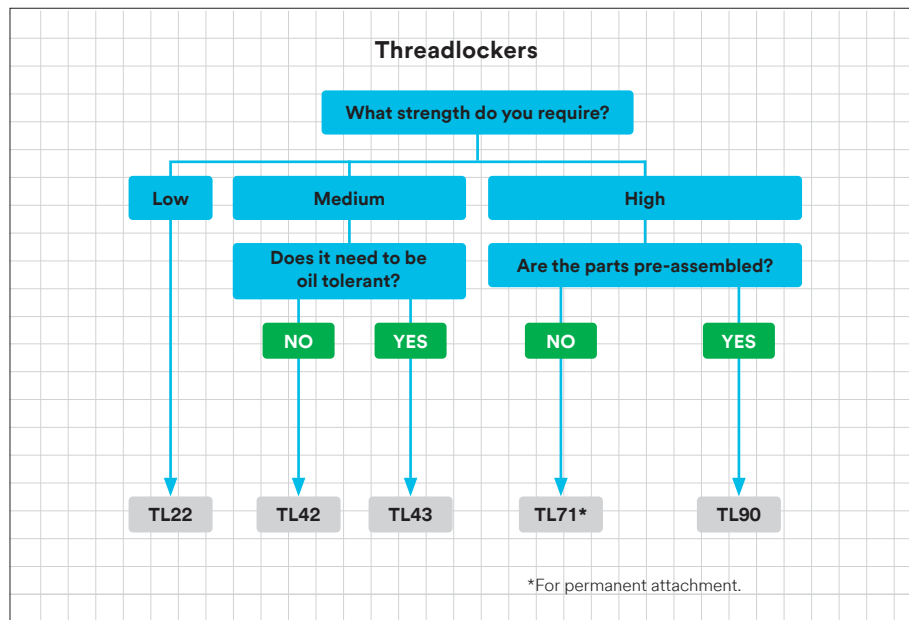 Threadlockers
What strength do you require?
Low
Medium
High
Does it need to be
oil tolerant?
Are the parts pre-assembled?
NO
YES
NO
YES
TL22
TL42
TL43
TL71*
TL90
*For permanent attachment.